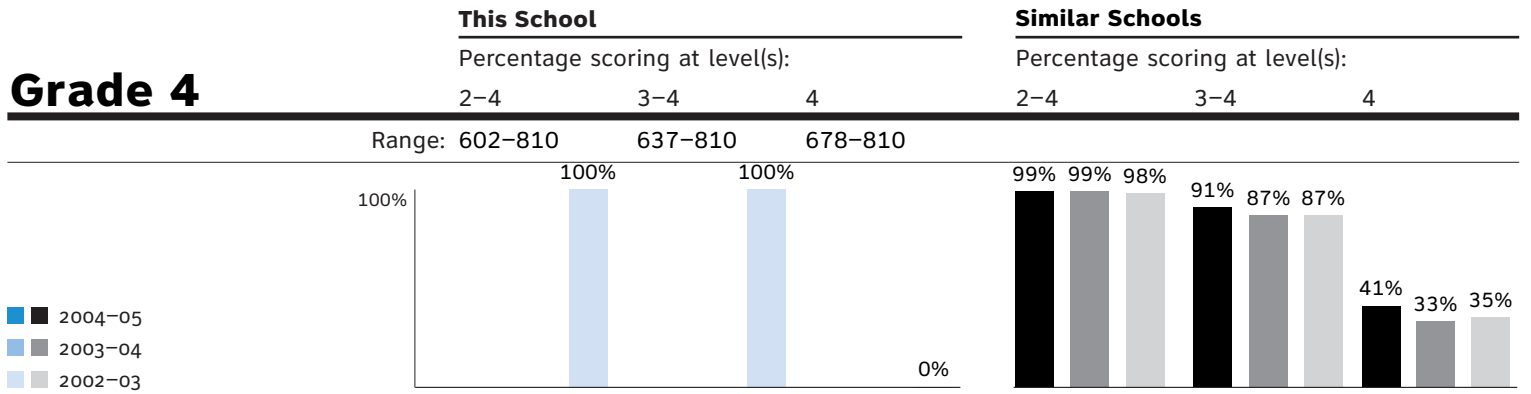 This School Similar Schools
Percentage scoring at level(s): Percentage scoring at level(s):
Grade 4 2–4 3–4 4 2–4 3–4 4
Range: 602–810 637–810 678–810
100% 100% 99% 99% 98% 91% 87% 87%
100%
41% 33% 35%
2004–05
2003–04
0%
2002–03